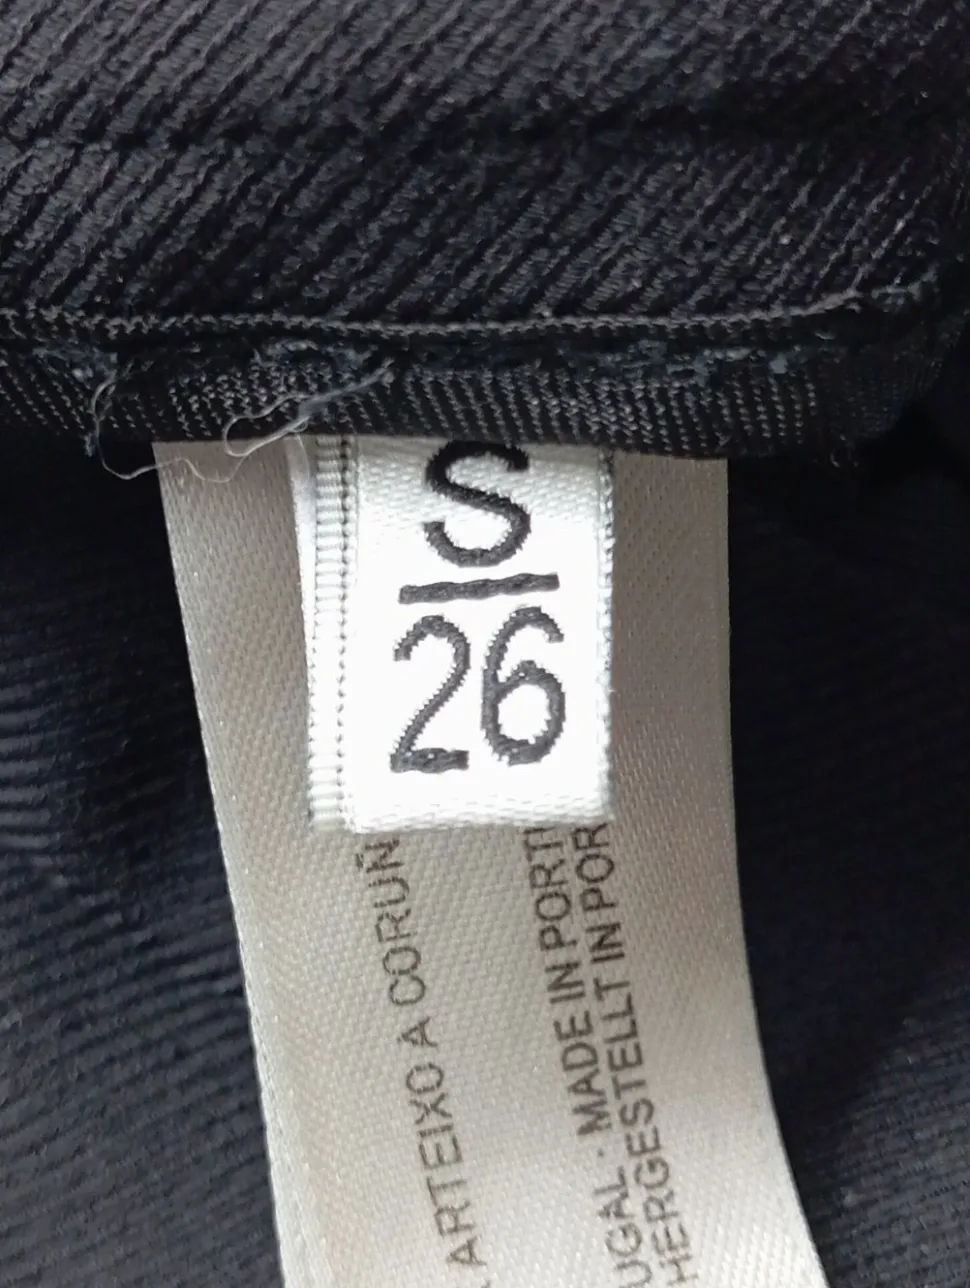 S
26
ARTEIXO A CORUÑ
UGAL · MADE IN PORT
HERGESTELLT IN POR